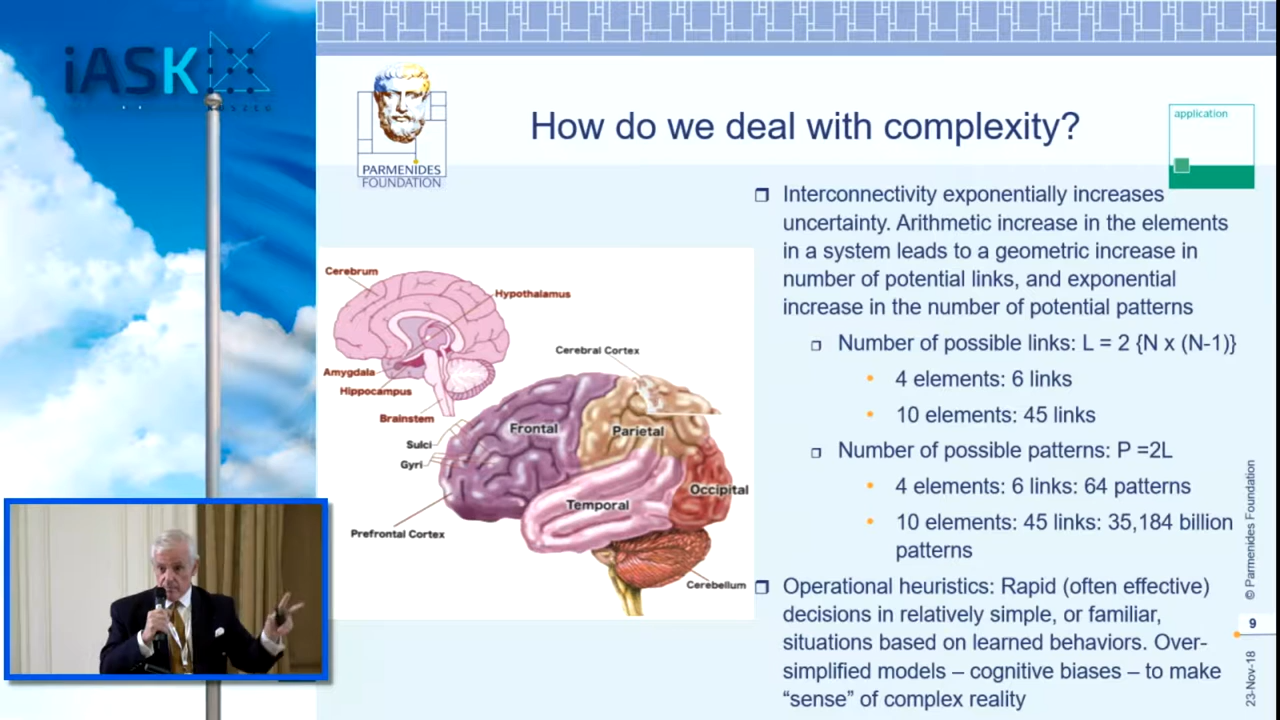 iASK
KŐSZEG
PARMENIDES
FOUNDATION
How do we deal with complexity?
application
Interconnectivity exponentially increases
uncertainty. Arithmetic increase in the elements
in a system leads to a geometric increase in
number of potential links, and exponential
increase in the number of potential patterns
Number of possible links: L = 2 {N x (N-1)}
4 elements: 6 links
10 elements: 45 links
Number of possible patterns: P =2L
4 elements: 6 links: 64 patterns
10 elements: 45 links: 35,184 billion
patterns
Operational heuristics: Rapid (often effective)
decisions in relatively simple, or familiar,
situations based on learned behaviors. Over-
simplified models – cognitive biases – to make
“sense” of complex reality
Cerebrum
Hypothalamus
Amygdala
Hippocampus
Brainstem
Cerebral Cortex
Sulci
Gyri
Frontal
Parietal
Temporal
Occipital
Prefrontal Cortex
Cerebellum
© Parmenides Foundation
9
23-Nov-18